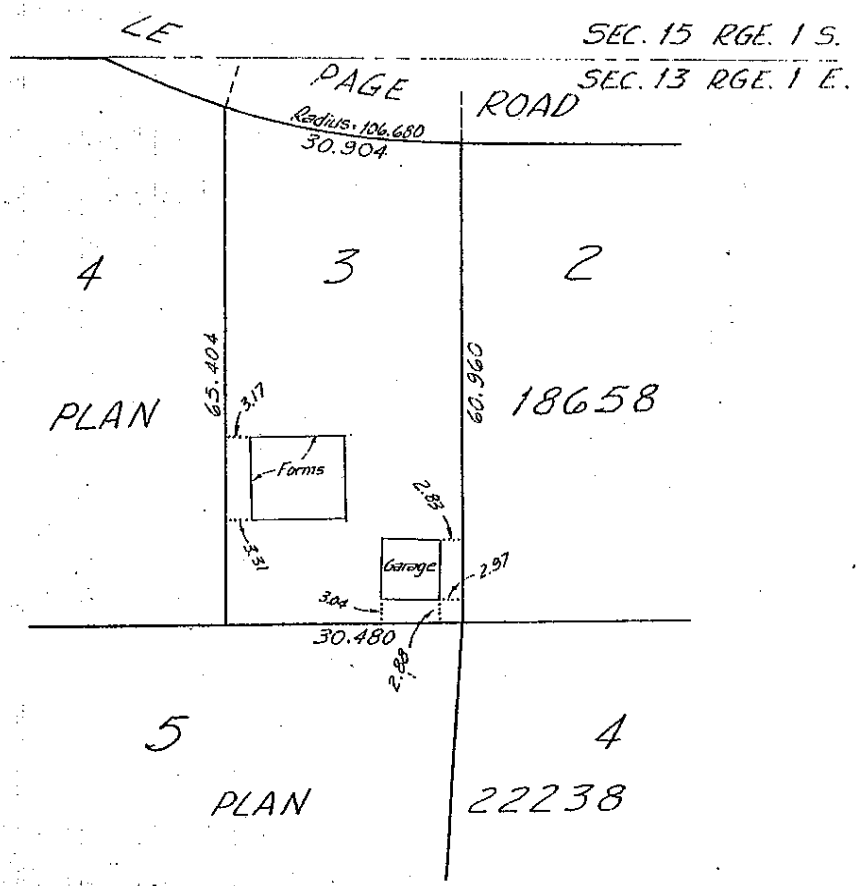 LE PAGE ROAD
SEC. 15 RGE. 1 S.
SEC. 13 RGE. 1 E.
Radius: 106.680
30.904
4
3
2
65.404
60.960
PLAN
18658
3.17
Forms
3.31
2.83
Garage
2.97
3.04
2.88
30.480
5
4
PLAN
22238